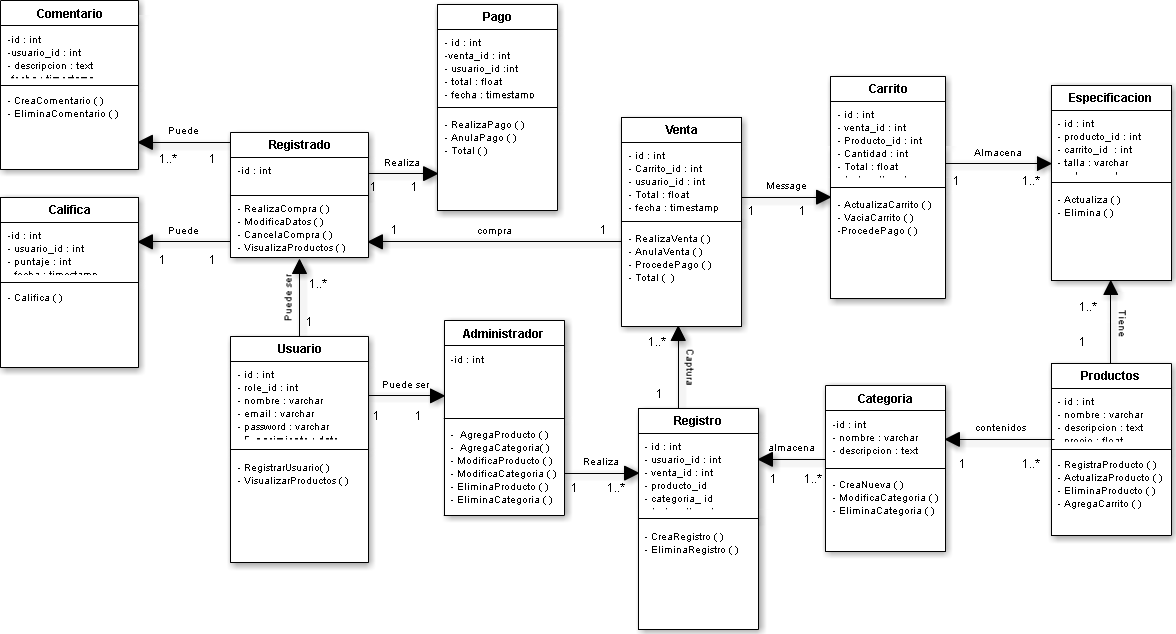 Comentario
-id : int
-usuario_id : int
- descripcion : text
- CreaComentario ( )
- EliminaComentario ( )
Califica
-id : int
- usuario_id : int
- puntaje : int
- fecha : timestamp
- Califica ( )
Puede
1..*
1
Puede
1
1
Registrado
-id : int
- RealizaCompra ( )
- ModificaDatos ( )
- CancelaCompra ( )
- VisualizaProductos ( )
Realiza
1
1
Pago
- id : int
-venta_id : int
- usuario_id :int
- total : float
- fecha : timestamp
- RealizaPago ( )
- AnulaPago ( )
- Total ( )
1
compra
1
Puede ser
1..*
1
Usuario
- id : int
- role_id : int
- nombre : varchar
- email : varchar
- password : varchar
- RegistrarUsuario()
- VisualizarProductos ( )
Puede ser
1
1
Administrador
-id : int
- AgregaProducto ( )
- AgregaCategoria( )
- ModificaProducto ( )
- ModificaCategoria ( )
- EliminaProducto ( )
- EliminaCategoria ( )
Realiza
1
1..*
Venta
- id : int
- Carrito_id : int
- usuario_id : int
- Total : float
- fecha : timestamp
- RealizaVenta ( )
- AnulaVenta ( )
- ProcedePago ( )
- Total ( )
Message
1
1
1..*
Captura
1
Registro
- id : int
- usuario_id : int
- venta_id : int
- producto_id
- categoria_ id
- CreaRegistro ( )
- EliminaRegistro ( )
Carrito
- id : int
- venta_id : int
- Producto_id : int
- Cantidad : int
- Total : float
- ActualizaCarrito ( )
- VaciaCarrito ( )
-ProcedePago ( )
Almacena
1
1..*
Especificacion
- id : int
- producto_id : int
- carrito_id : int
- talla : varchar
- Actualiza ( )
- Elimina ( )
1..*
Tiene
1
almacena
1
1..*
Categoria
-id : int
- nombre : varchar
- descripcion : text
- CreaNueva ( )
- ModificaCategoria ( )
- EliminaCategoria ( )
contenidos
1
1..*
Productos
- id : int
- nombre : varchar
- descripcion : text
- precio : float
- RegistraProducto ( )
- ActualizaProducto ( )
- EliminaProducto ( )
- AgregaCarrito ( )